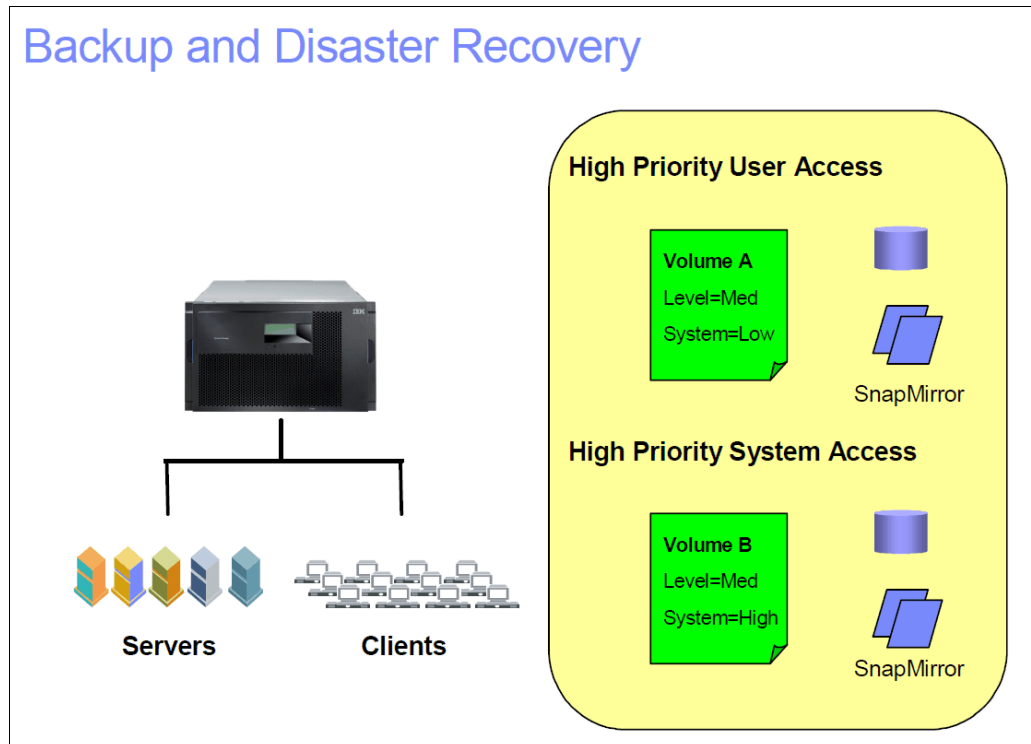 Backup and Disaster Recovery
IBM
Servers
Clients
High Priority User Access
Volume A
Level=Med
System=Low
SnapMirror
High Priority System Access
Volume B
Level=Med
System=High
SnapMirror